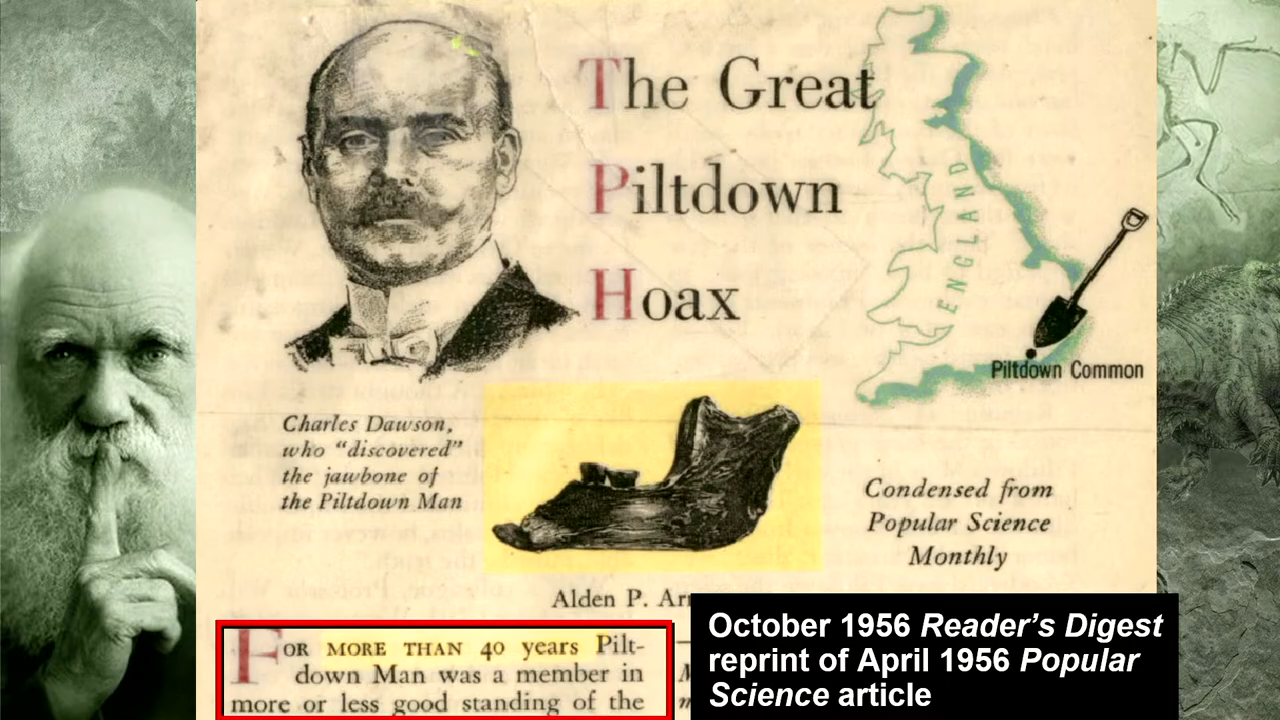 The Great
Piltdown
Hoax
ENGLAND
Piltdown Common
Charles Dawson,
who “discovered”
the jawbone of
the Piltdown Man
Condensed from
Popular Science
Monthly
Alden P.
FOR MORE THAN 40 years Pilt-
down Man was a member in
more or less good standing of the
October 1956 Reader’s Digest
reprint of April 1956 Popular
Science article